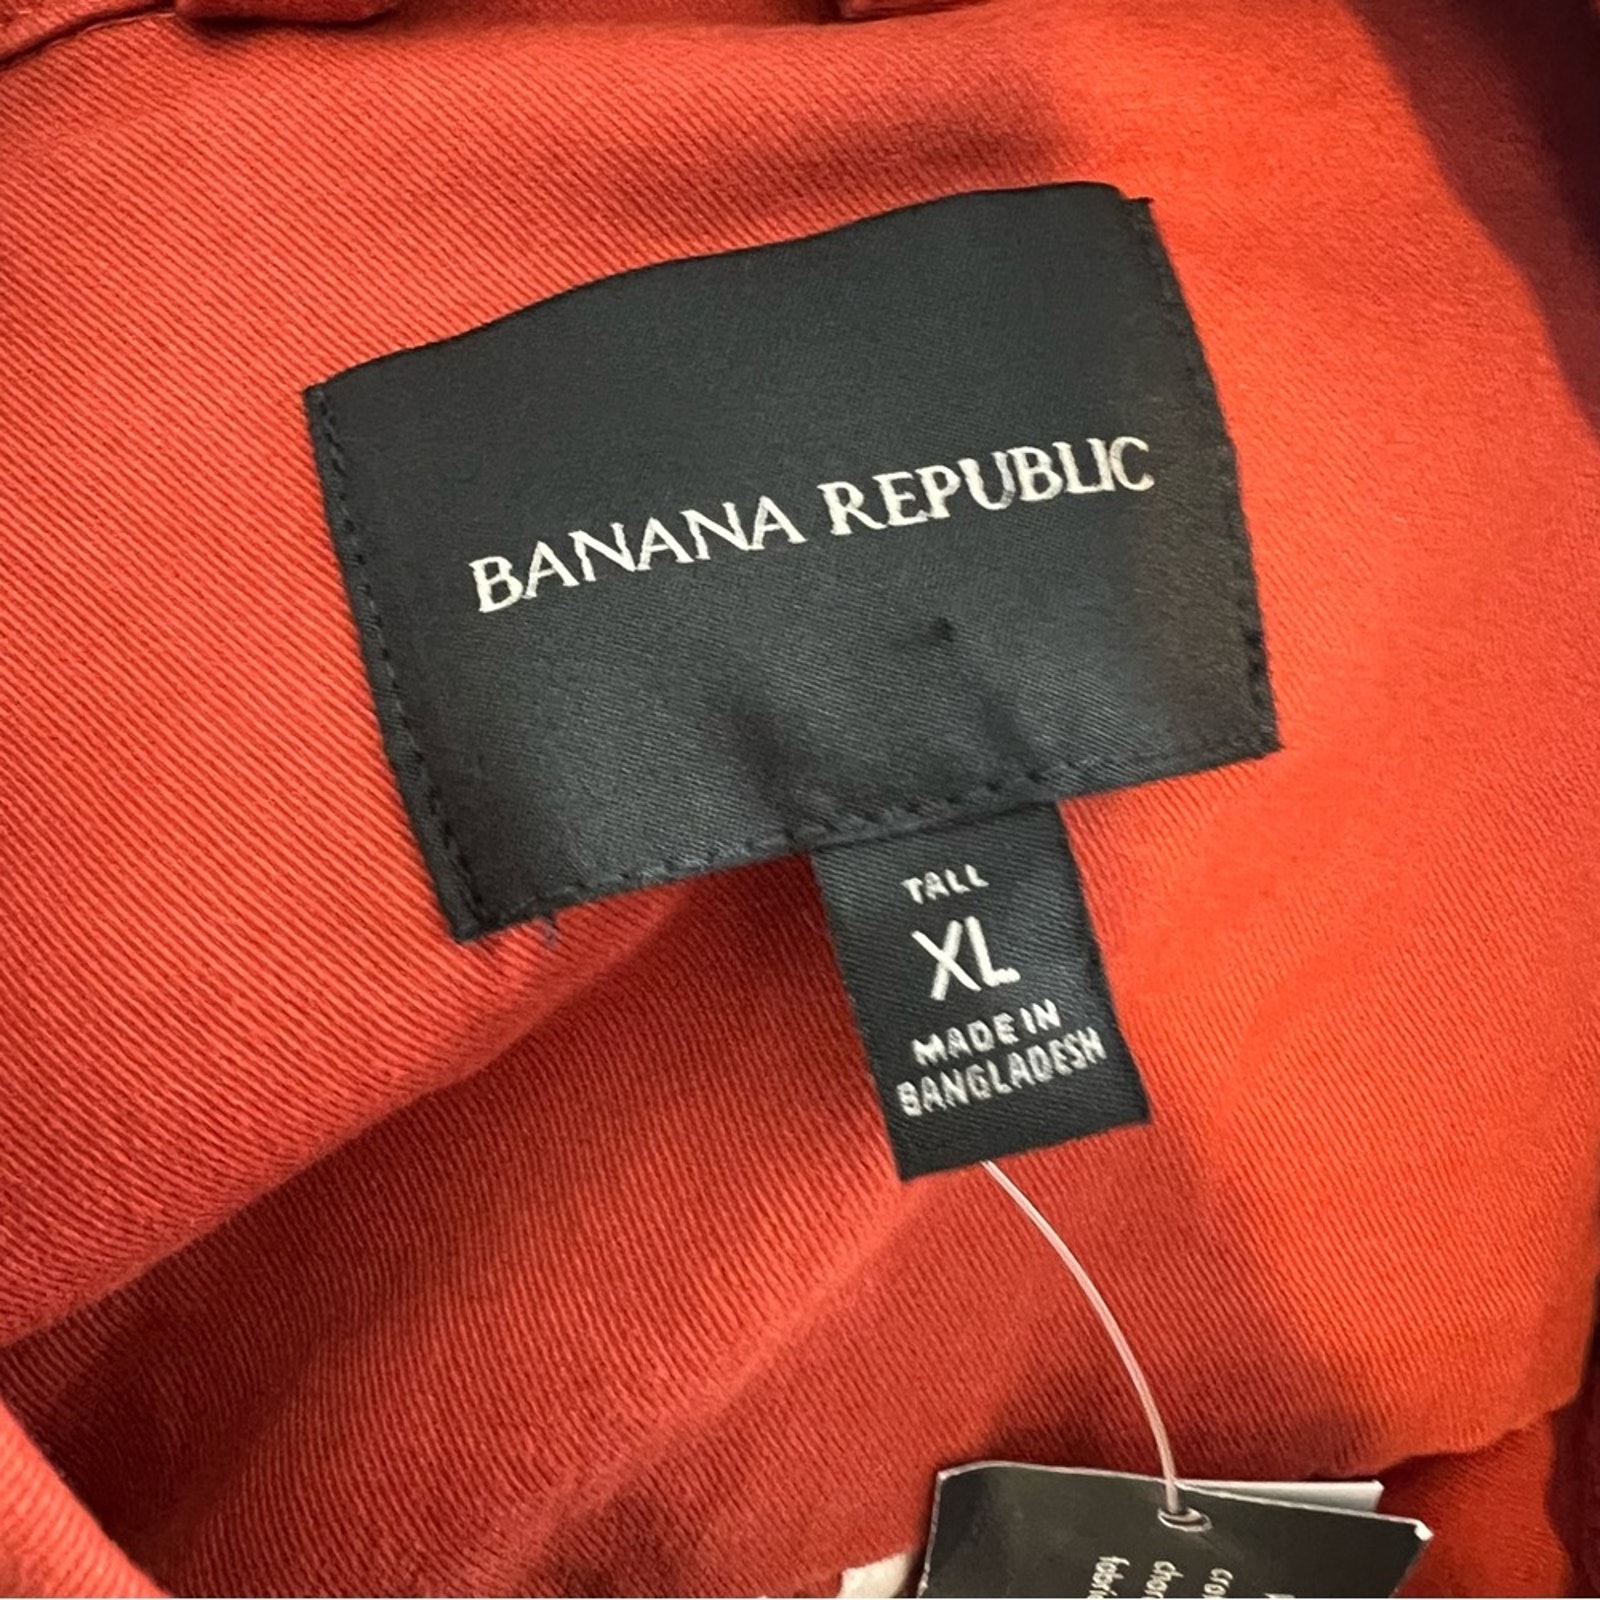 BANANA REPUBLIC
TALL
XL
MADE IN
BANGLADESH